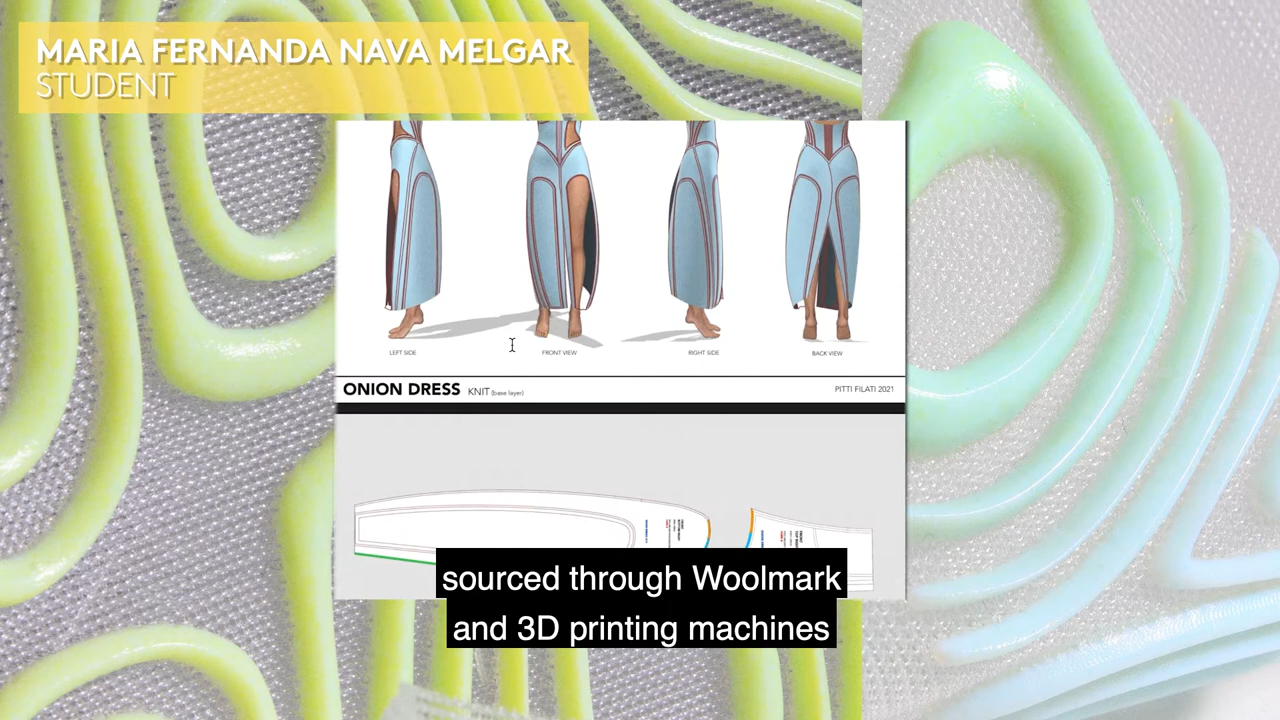 MARIA FERNANDA NAVA MELGAR
STUDENT
LEFT SIDE
FRONT VIEW
RIGHT SIDE
BACK VIEW
ONION DRESS KNIT (base layer) PITTI FILATI 2021
sourced through Woolmark
and 3D printing machines